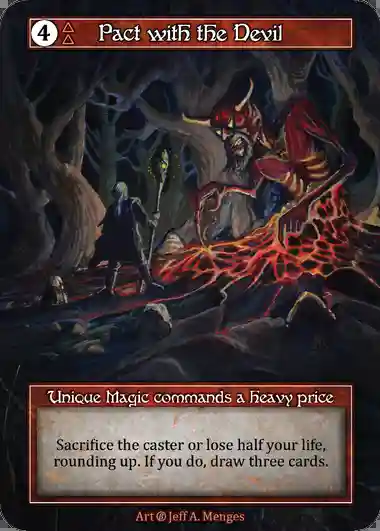 4 Pact with the Devil
Unique Magic commands a heavy price
Sacrifice the caster or lose half your life,
rounding up. If you do, draw three cards.
Art @ Jeff A. Menges